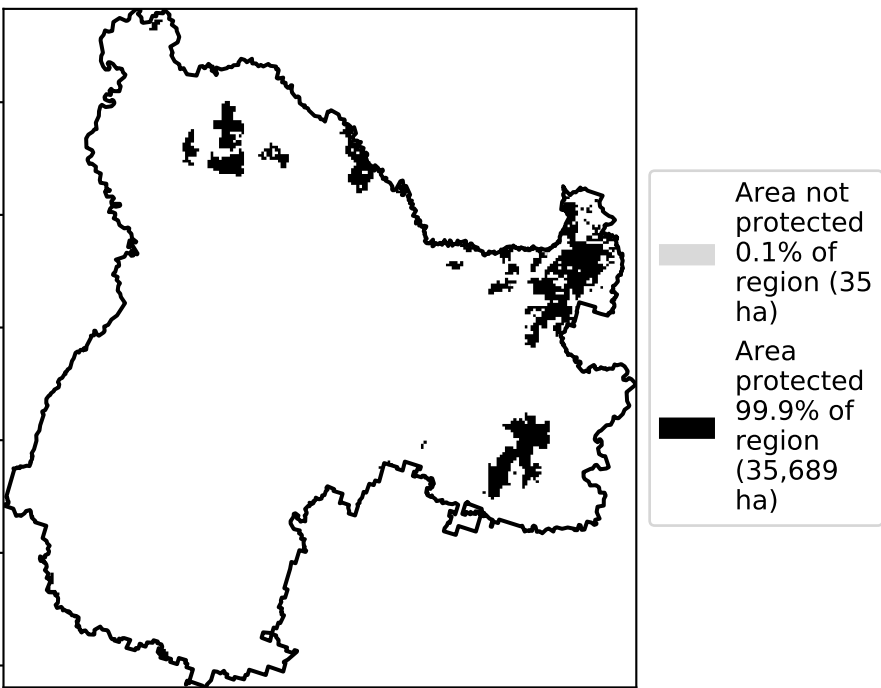 Area not
protected
0.1% of
region (35
ha)
Area
protected
99.9% of
region
(35,689
ha)